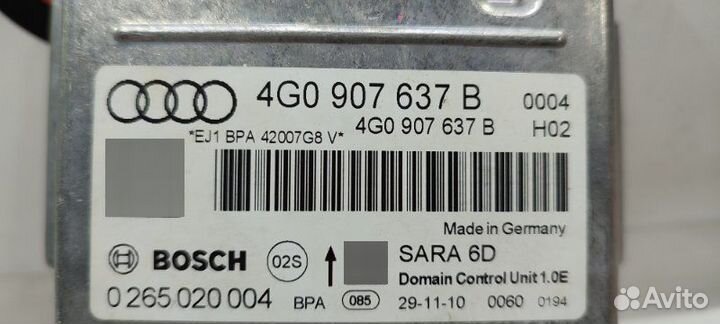 4G0 907 637 B 0004
4G0 907 637 B H02
*EJ1 BPA 42007G8 V*
Made in Germany
BOSCH 02S SARA 6D
Domain Control Unit 1.0E
0 265 020 004 BPA 085 29-11-10 0060 0194
Avito